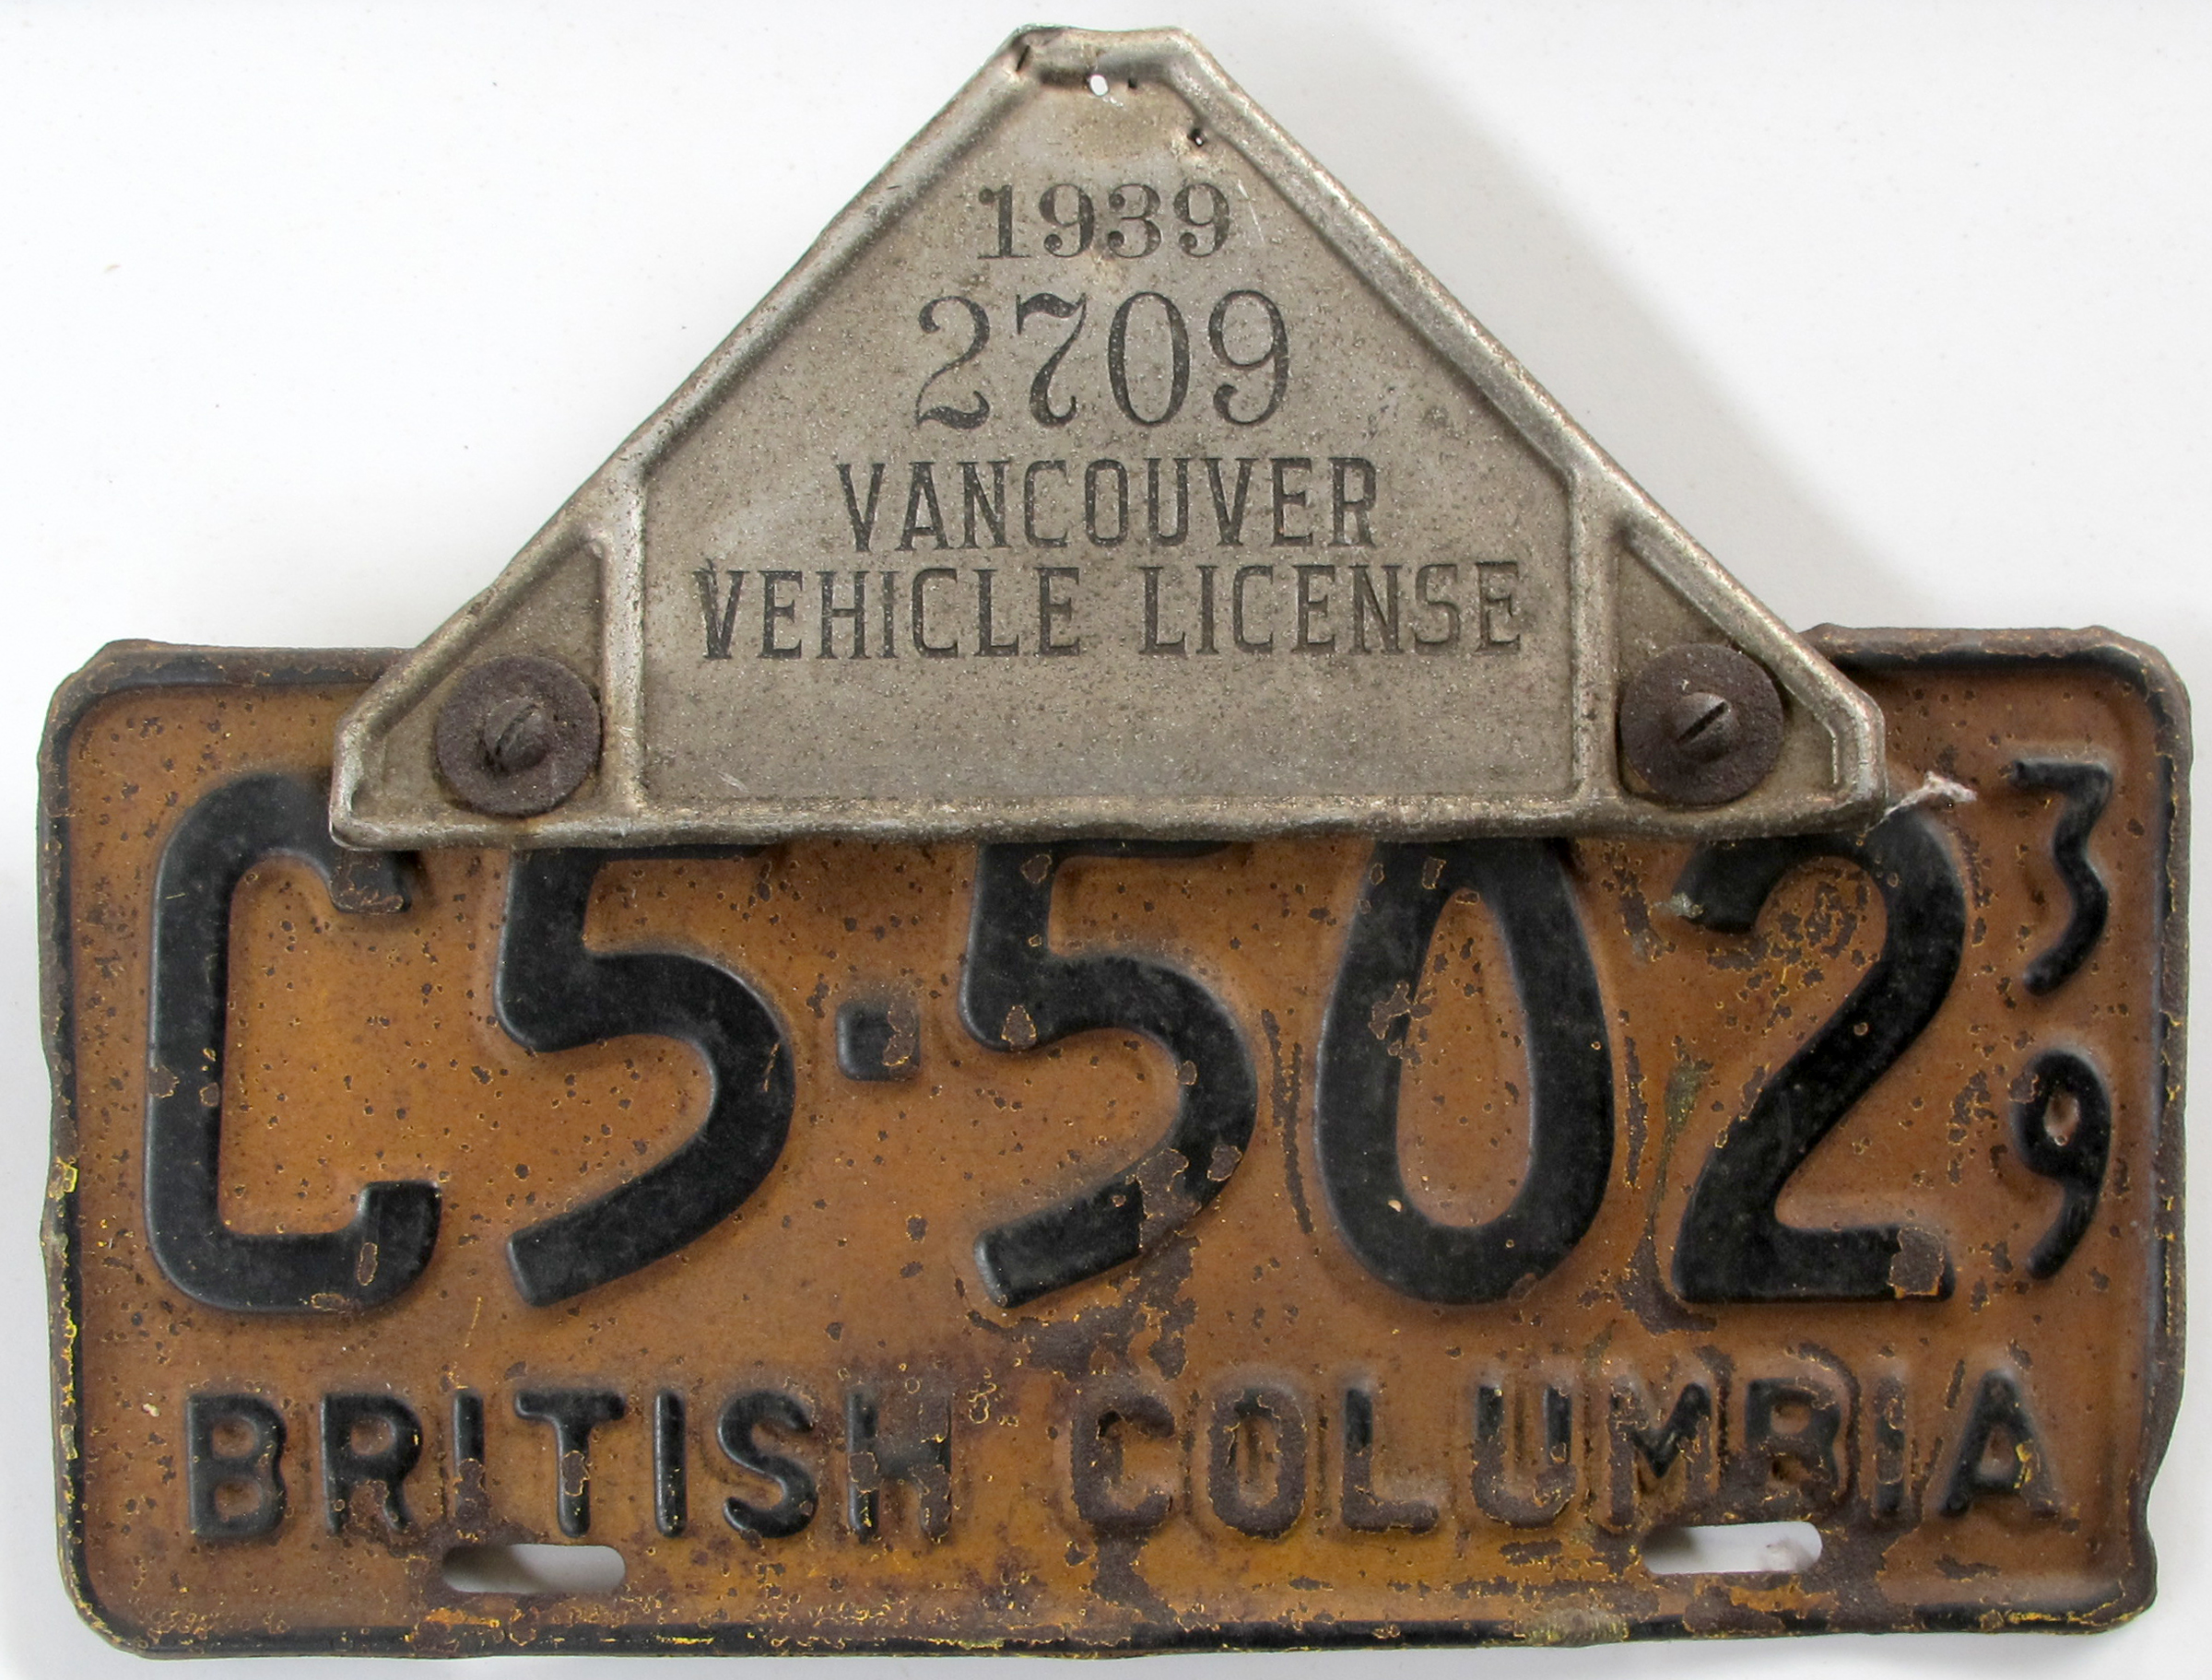 1939
2709
VANCOUVER
VEHICLE LICENSE
C5·502
39
BRITISH COLUMBIA